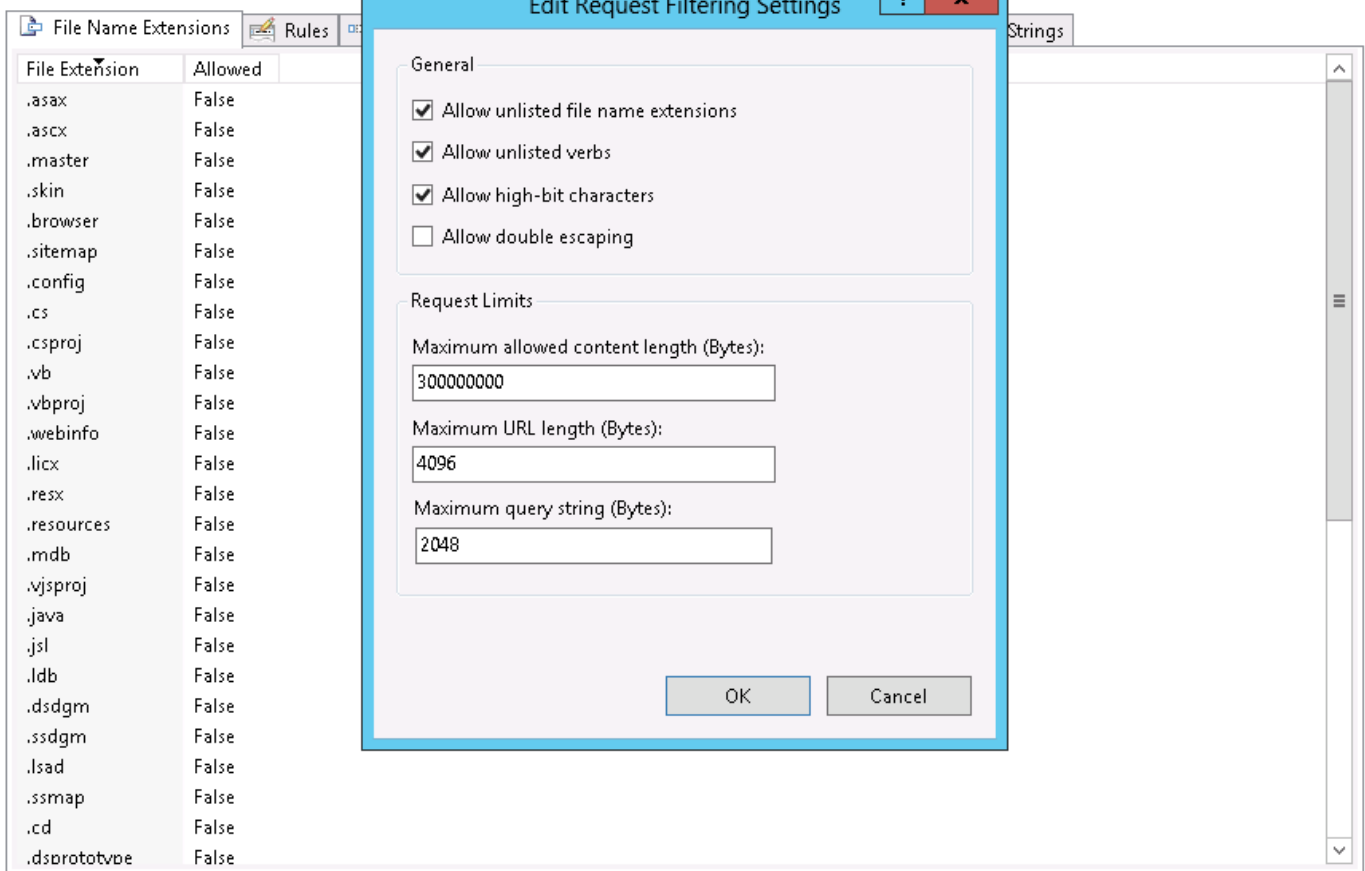 Edit Request Filtering Settings ? x
File Name Extensions Rules Strings
File Extension Allowed
.asax False
.ascx False
.master False
.skin False
.browser False
.sitemap False
.config False
.cs False
.csproj False
.vb False
.vbproj False
.webinfo False
.licx False
.resx False
.resources False
.mdb False
.vjsproj False
.java False
.jsl False
.ldb False
.dsdgm False
.ssdgm False
.lsad False
.ssmap False
.cd False
.dsprototype False
General
Allow unlisted file name extensions
Allow unlisted verbs
Allow high-bit characters
Allow double escaping
Request Limits
Maximum allowed content length (Bytes):
300000000
Maximum URL length (Bytes):
4096
Maximum query string (Bytes):
2048
OK Cancel